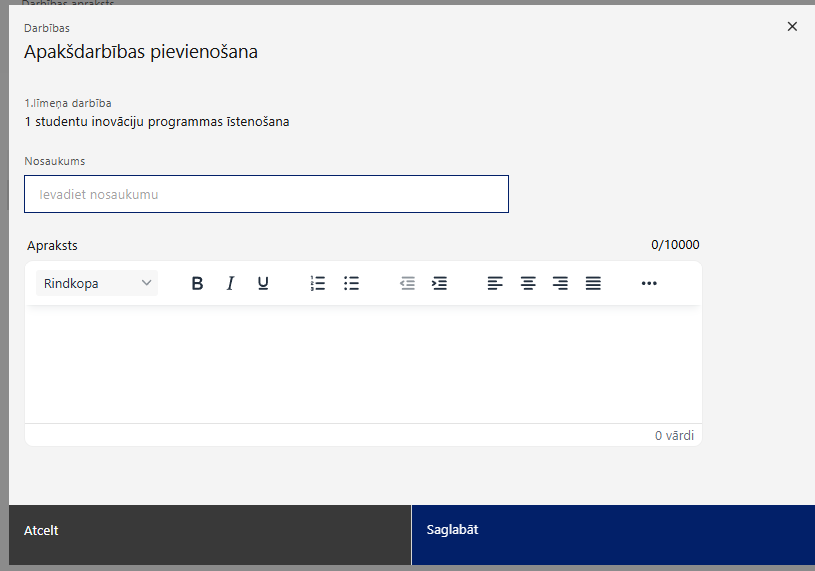 Darbības apraksts
Darbības
Apakšdarbības pievienošana
1.līmeņa darbība
1 studentu inovāciju programmas īstenošana
Nosaukums
Ievadiet nosaukumu
Apraksts 0/10000
Rindkopa B I U
0 vārdi
Atcelt Saglabāt